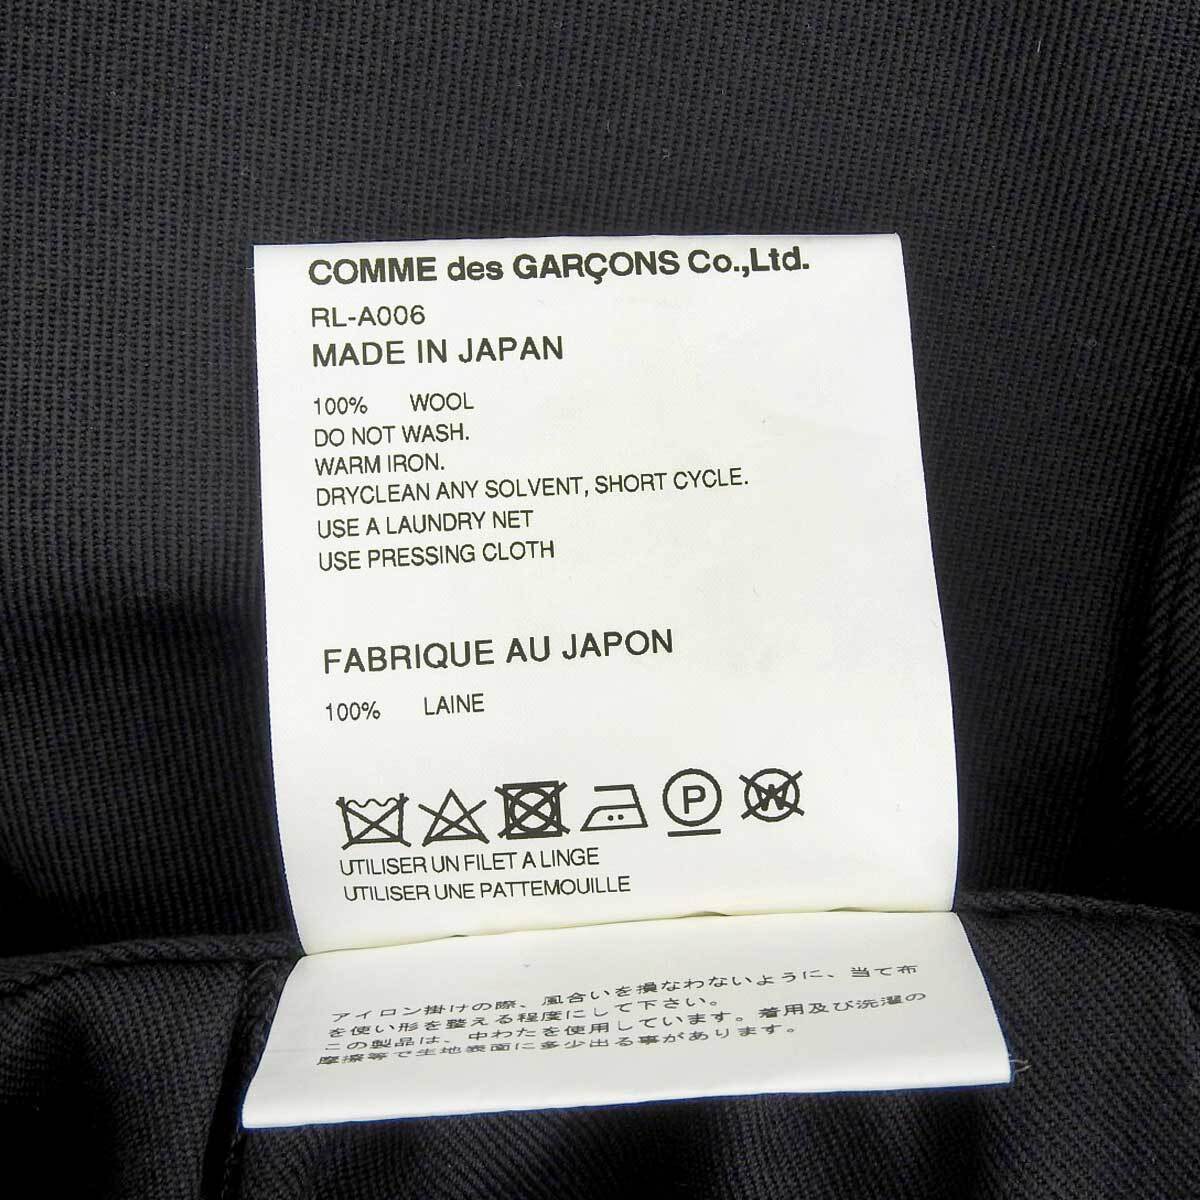 COMME des GARÇONS Co.,Ltd.
RL-A006
MADE IN JAPAN
100% WOOL
DO NOT WASH.
WARM IRON.
DRYCLEAN ANY SOLVENT, SHORT CYCLE.
USE A LAUNDRY NET
USE PRESSING CLOTH
FABRIQUE AU JAPON
100% LAINE
P W
UTILISER UN FILET A LINGE
UTILISER UNE PATTEMOUILLE
アイロン掛けの際、風合いを損なわないように、当て布
を使い形を整える程度にして下さい。
この製品は、中わたを使用しています。着用及び洗濯の
摩擦等で生地表面に多少出る事があります。